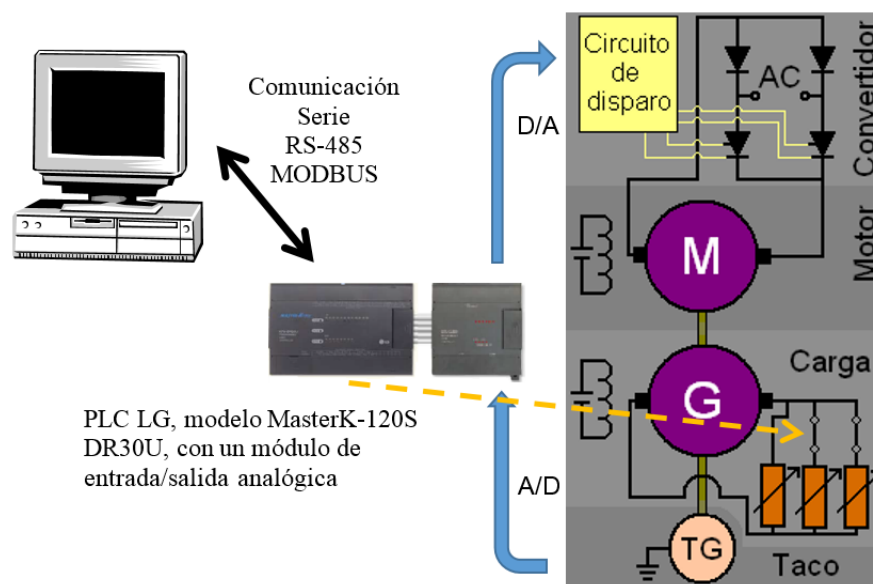 Comunicación
Serie
RS-485
MODBUS
D/A
Circuito
de
disparo
AC
Convertidor
Motor
M
PLC LG, modelo MasterK-120S
DR30U, con un módulo de
entrada/salida analógica
A/D
Carga
G
TG
Taco